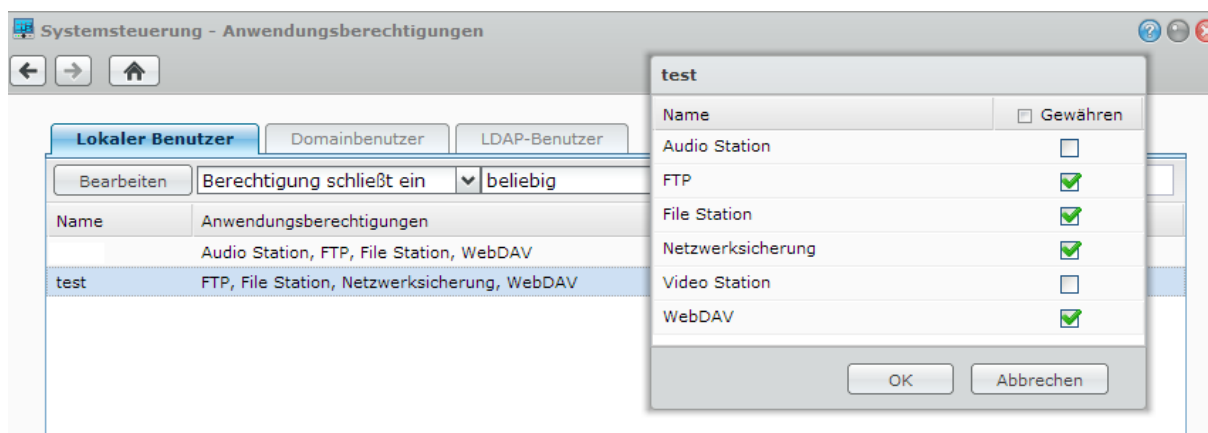 Systemsteuerung - Anwendungsberechtigungen
Lokaler Benutzer Domainbenutzer LDAP-Benutzer
Bearbeiten Berechtigung schließt ein beliebig
Name Anwendungsberechtigungen
Audio Station, FTP, File Station, WebDAV
test FTP, File Station, Netzwerksicherung, WebDAV
test
Name Gewähren
Audio Station
FTP
File Station
Netzwerksicherung
Video Station
WebDAV
OK Abbrechen